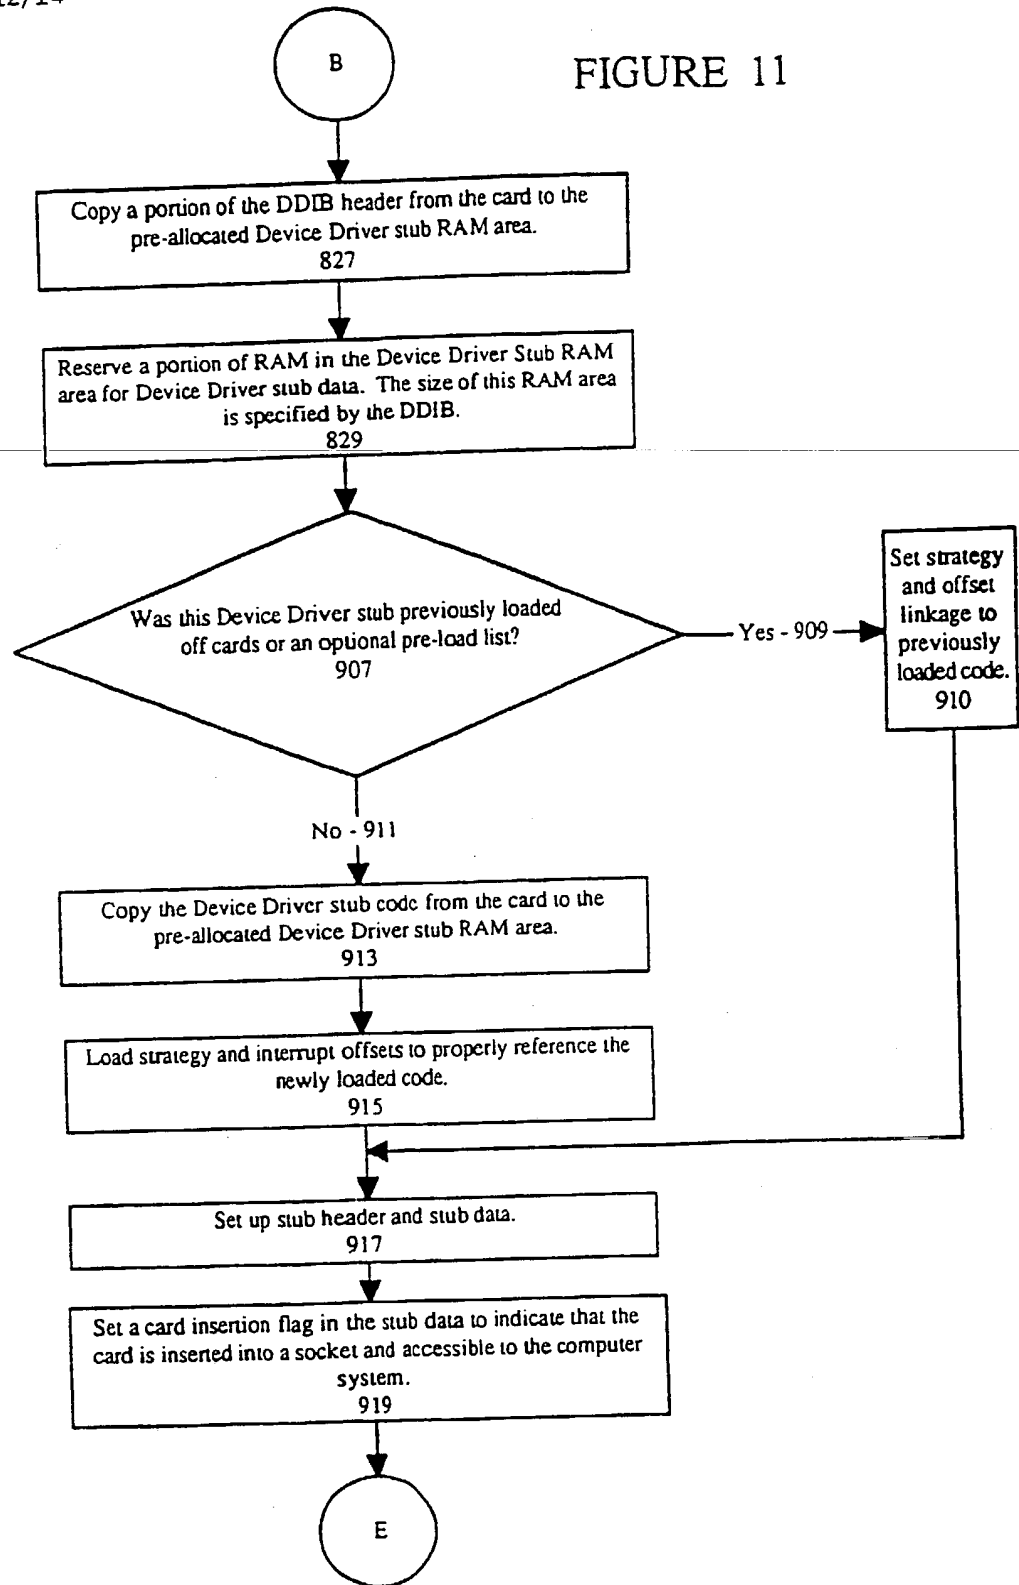 B
FIGURE 11
Copy a portion of the DDIB header from the card to the
pre-allocated Device Driver stub RAM area.
827
Reserve a portion of RAM in the Device Driver Stub RAM
area for Device Driver stub data. The size of this RAM area
is specified by the DDIB.
829
Was this Device Driver stub previously loaded
off cards or an optional pre-load list?
907
Yes - 909
Set strategy
and offset
linkage to
previously
loaded code.
910
No - 911
Copy the Device Driver stub code from the card to the
pre-allocated Device Driver stub RAM area.
913
Load strategy and interrupt offsets to properly reference the
newly loaded code.
915
Set up stub header and stub data.
917
Set a card insertion flag in the stub data to indicate that the
card is inserted into a socket and accessible to the computer
system.
919
E